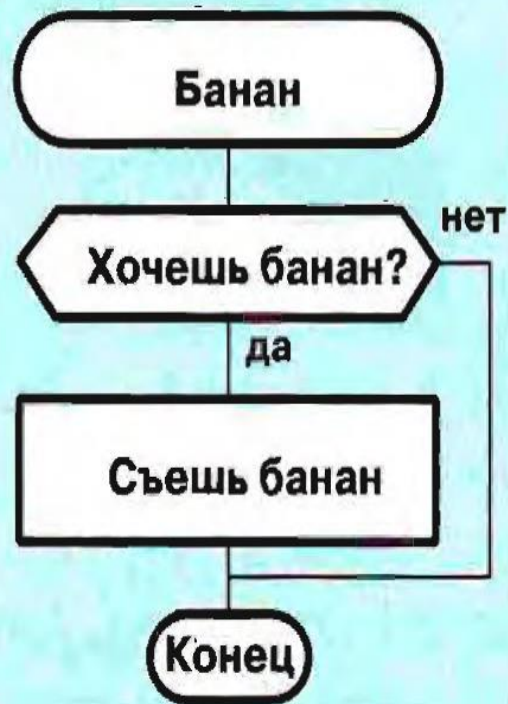 Банан
Хочешь банан?
нет
да
Съешь банан
Конец